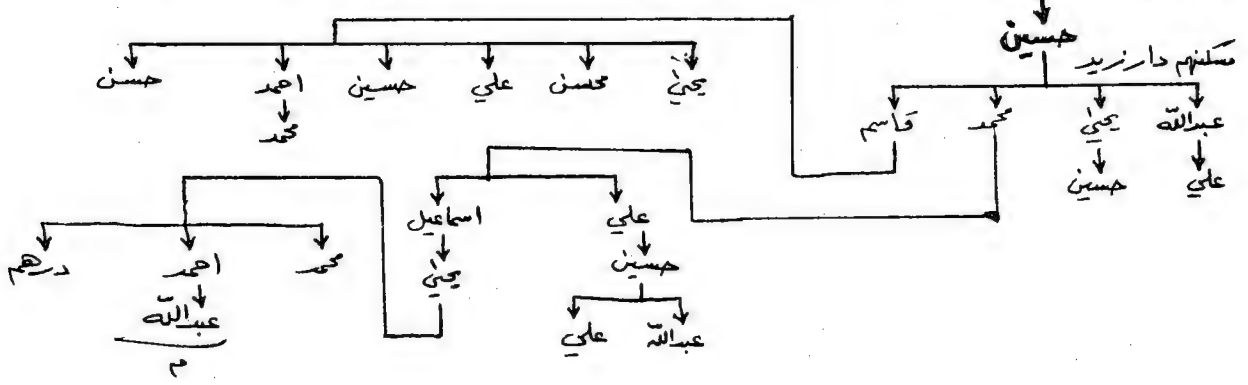 حسين
مسكنهم دار زيد
عبدالله يحيى محمد قاسم
علي حسين
يحيى محسن علي حسين احمد حسن
محمد
علي اسماعيل
حسين يحيى
عبدالله علي
محمد احمد درهم
عبدالله
م